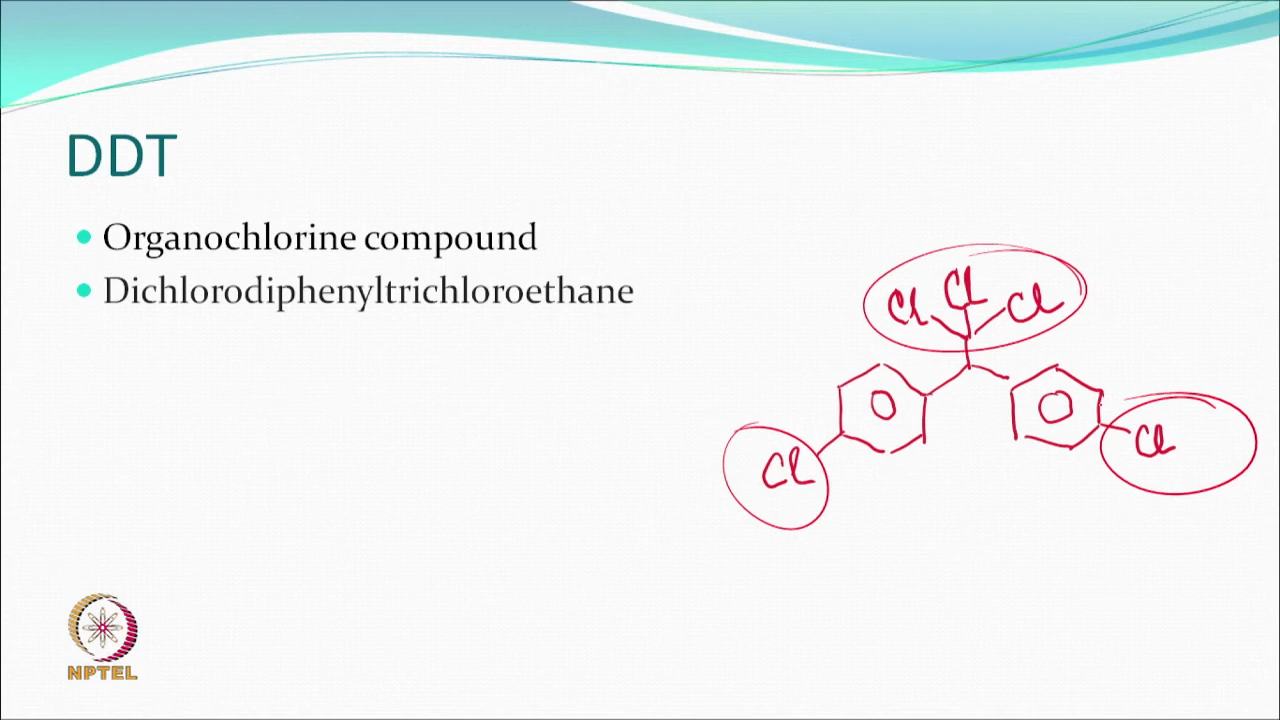 DDT
Organochlorine compound
Dichlorodiphenyltrichloroethane
Cl Cl Cl
Cl
Cl
NPTEL